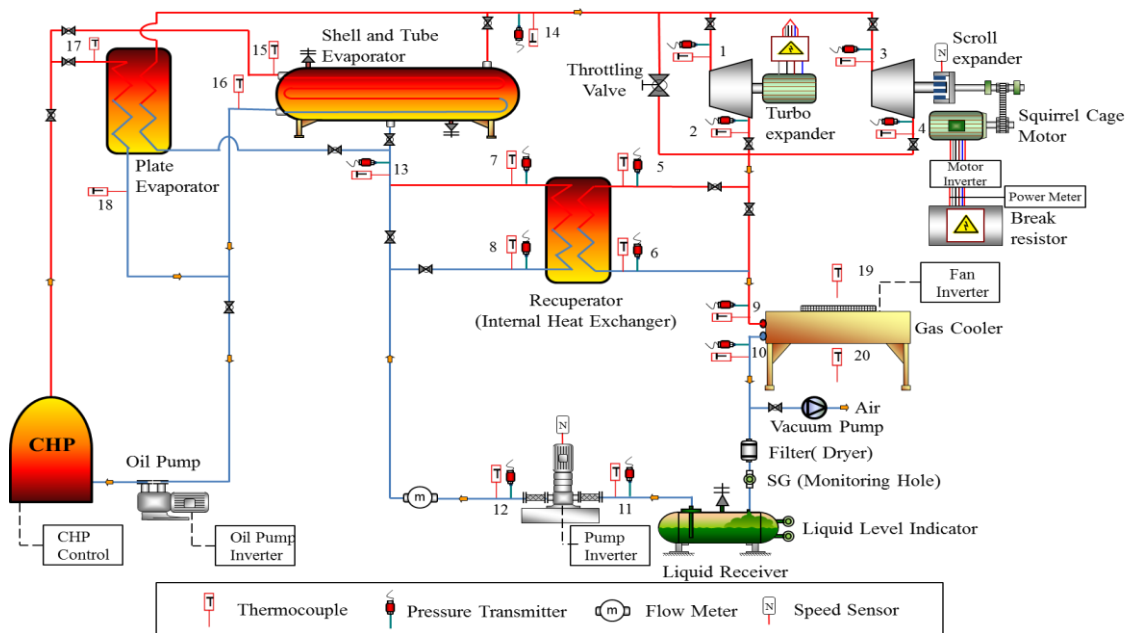 17
T
15
T
Shell and Tube
Evaporator
T
14
1
3
N
Scroll
expander
16
T
Throttling
Valve
T
T
2
T
Turbo
expander
T
4
Squirrel Cage
Motor
Plate
Evaporator
T
13
7
T
T
5
Motor
Inverter
Power Meter
Break
resistor
T
18
8
T
T
6
T
19
Fan
Inverter
Recuperator
(Internal Heat Exchanger)
T
9
Gas Cooler
T
10
T
20
Air
Vacuum Pump
CHP
N
Filter( Dryer)
Oil Pump
SG (Monitoring Hole)
T
T
m
12
11
Liquid Level Indicator
CHP
Control
Oil Pump
Inverter
Pump
Inverter
Liquid Receiver
T
Thermocouple
Pressure Transmitter
m
Flow Meter
N
Speed Sensor